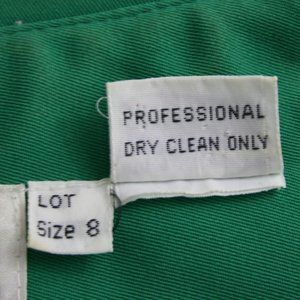 PROFESSIONAL
DRY CLEAN ONLY
LOT
Size 8